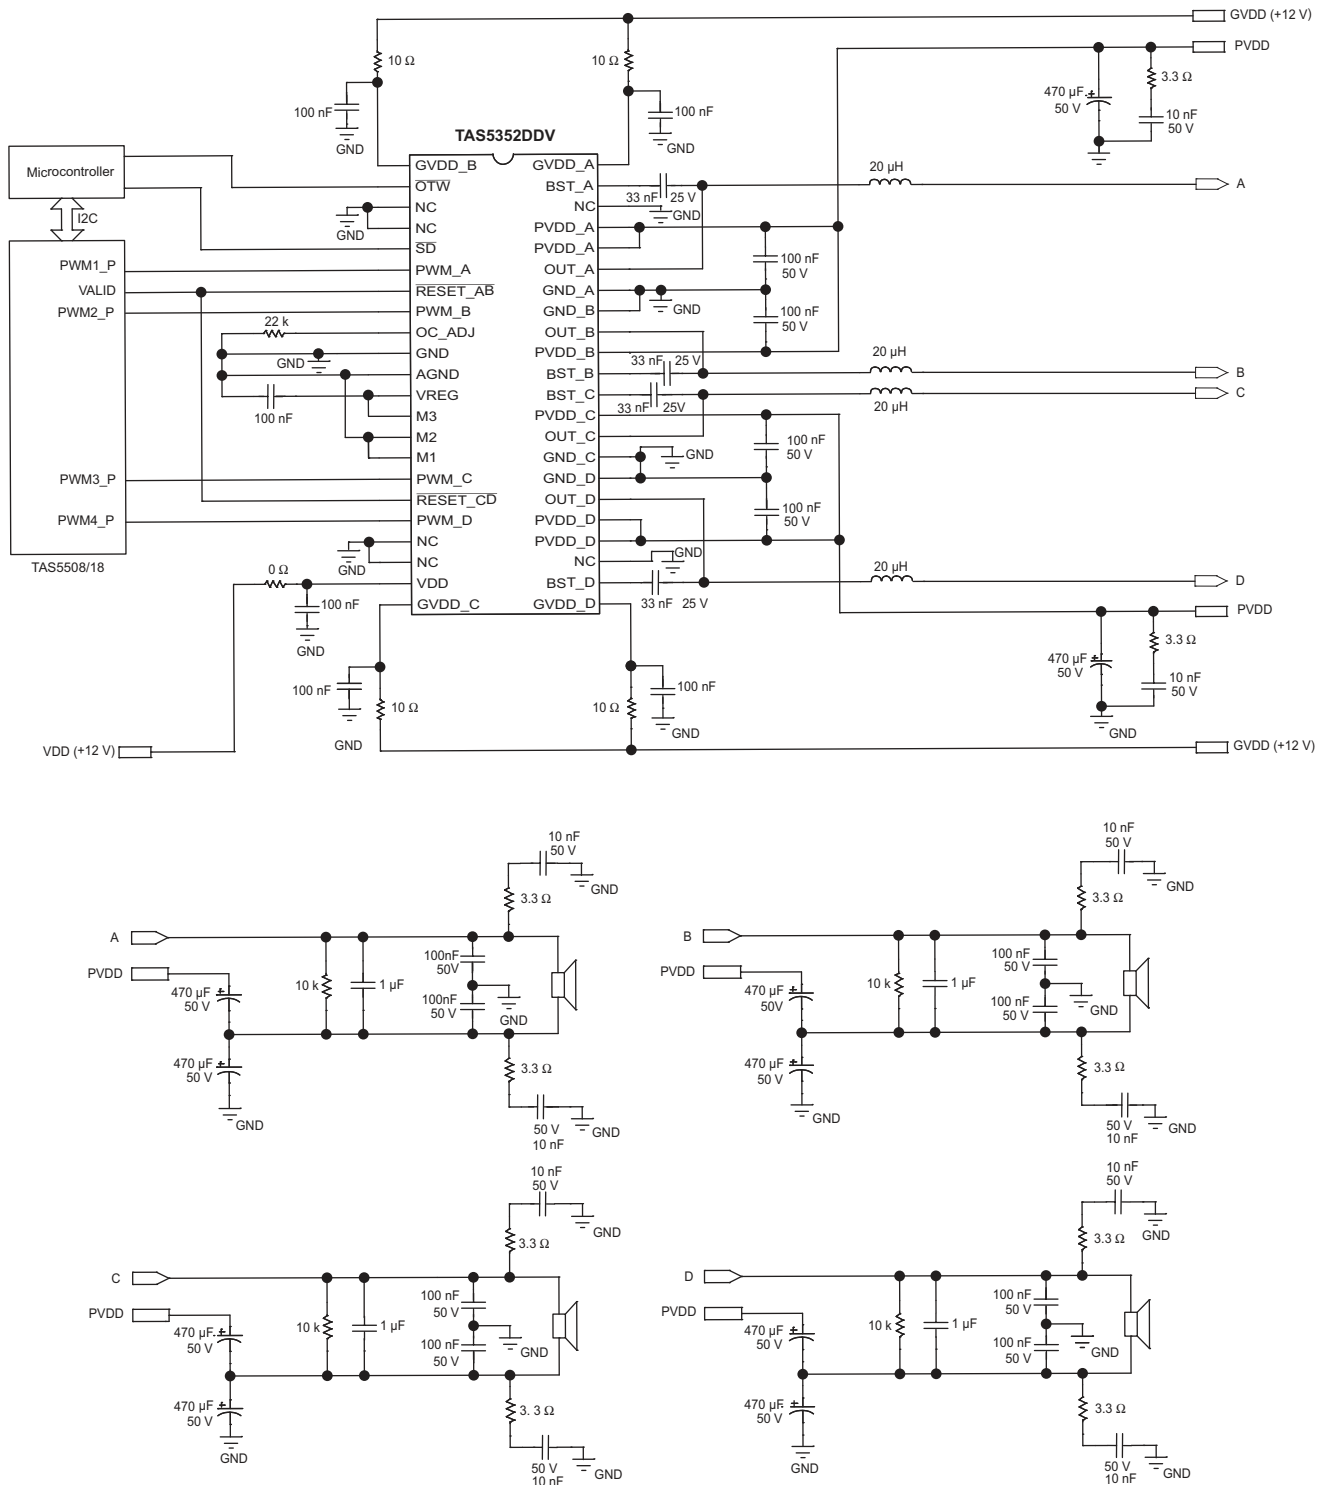 GVDD (+12 V)
PVDD
10 Ω
10 Ω
3.3 Ω
470 µF
50 V
10 nF
50 V
100 nF
GND
100 nF
GND
TAS5352DDV
Microcontroller
I2C
PWM1_P
VALID
PWM2_P
PWM3_P
PWM4_P
TAS5508/18
GVDD_B
OTW
NC
NC
SD
PWM_A
RESET_AB
PWM_B
OC_ADJ
GND
AGND
VREG
M3
M2
M1
PWM_C
RESET_CD
PWM_D
NC
NC
VDD
GVDD_C
GVDD_A
BST_A
NC
PVDD_A
PVDD_A
OUT_A
GND_A
GND_B
OUT_B
PVDD_B
BST_B
BST_C
PVDD_C
OUT_C
GND_C
GND_D
OUT_D
PVDD_D
PVDD_D
NC
BST_D
GVDD_D
GND
22 k
GND
100 nF
GND
0 Ω
100 nF
GND
100 nF
GND
10 Ω
VDD (+12 V)
33 nF 25 V
GND
20 µH
A
100 nF
50 V
GND
100 nF
50 V
33 nF 25 V
20 µH
B
33 nF 25V
20 µH
C
100 nF
50 V
GND
100 nF
50 V
GND
33 nF 25 V
20 µH
D
PVDD
3.3 Ω
470 µF
50 V
10 nF
50 V
GND
10 Ω
100 nF
GND
GVDD (+12 V)
10 nF
50 V
GND
3.3 Ω
A
PVDD
470 µF
50 V
10 k
1 µF
100nF
50V
100nF
50 V
GND
470 µF
50 V
GND
3.3 Ω
50 V
10 nF
GND
10 nF
50 V
GND
3.3 Ω
B
PVDD
470 µF
50V
10 k
1 µF
100 nF
50 V
100 nF
50 V
GND
470 µF
50 V
GND
3.3 Ω
50 V
10 nF
GND
10 nF
50 V
GND
3.3 Ω
C
PVDD
470 µF
50 V
10 k
1 µF
100 nF
50 V
100 nF
50 V
GND
470 µF
50 V
GND
3. 3 Ω
50 V
10 nF
GND
10 nF
50 V
GND
3.3 Ω
D
PVDD
470 µF
50 V
10 k
1 µF
100 nF
50 V
100 nF
50 V
GND
470 µF
50 V
GND
3.3 Ω
50 V
10 nF
GND